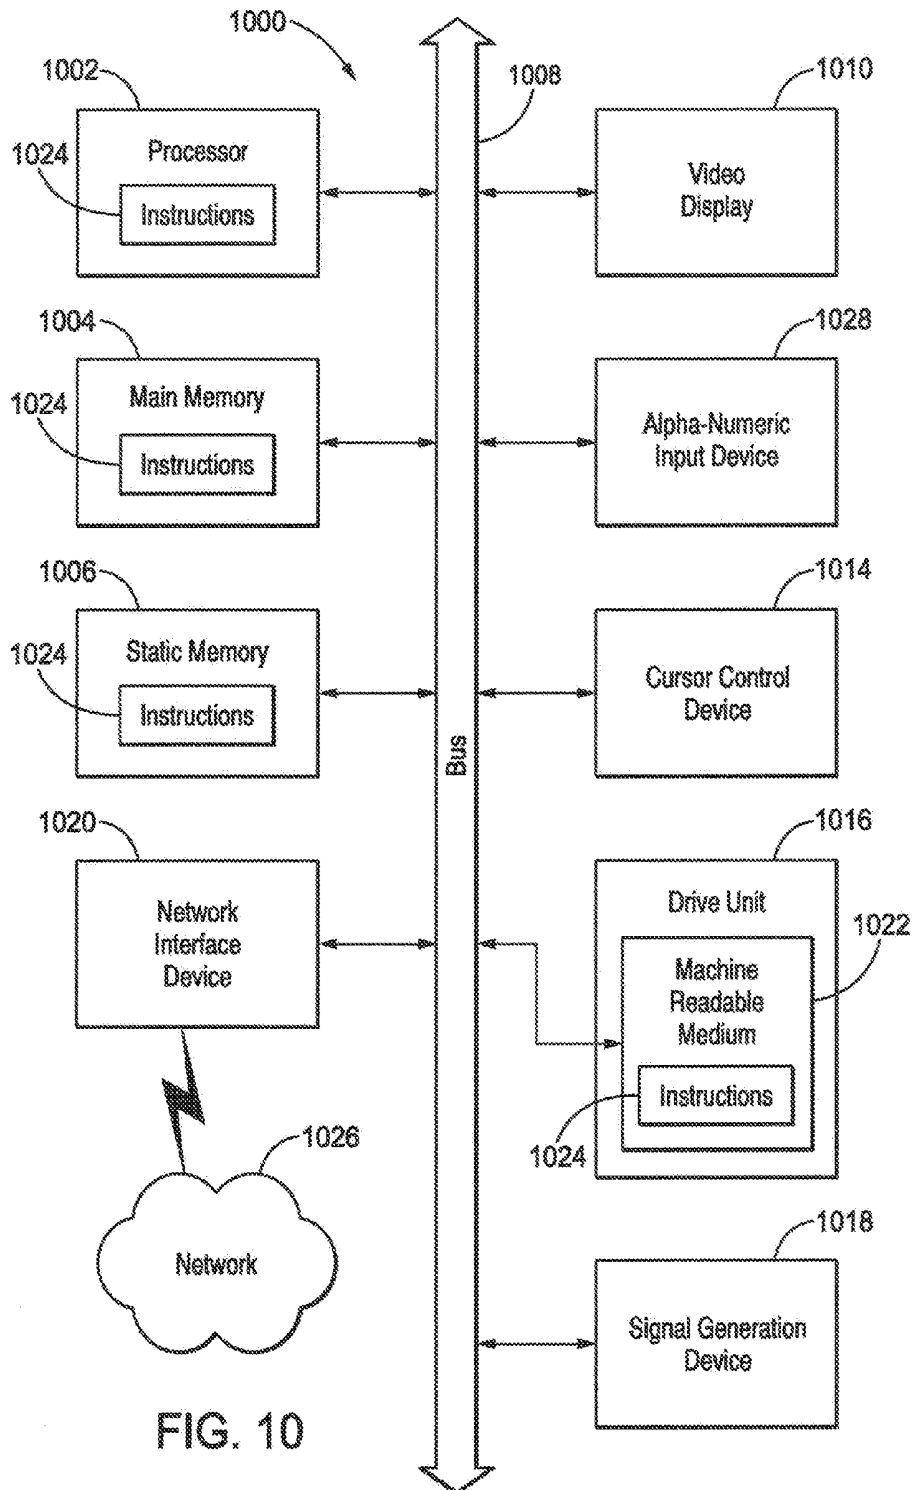 1000
1002
1008
1010
Processor
1024
Instructions
Video
Display
1004
1028
Main Memory
1024
Instructions
Alpha-Numeric
Input Device
1006
1014
Static Memory
1024
Instructions
Cursor Control
Device
Bus
1020
1016
Network
Interface
Device
Drive Unit
1022
Machine
Readable
Medium
Instructions
1024
1026
Network
1018
Signal Generation
Device
FIG. 10